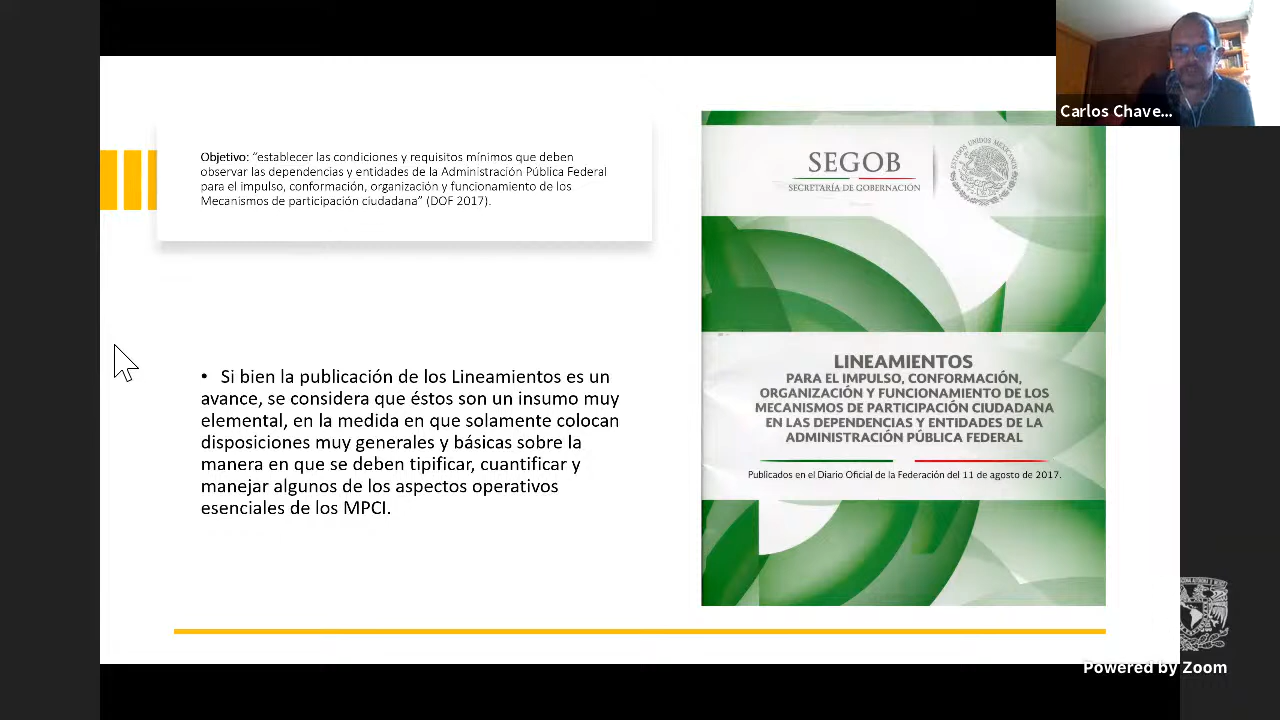 Objetivo: “establecer las condiciones y requisitos mínimos que deben
observar las dependencias y entidades de la Administración Pública Federal
para el impulso, conformación, organización y funcionamiento de los
Mecanismos de participación ciudadana” (DOF 2017).
• Si bien la publicación de los Lineamientos es un
avance, se considera que éstos son un insumo muy
elemental, en la medida en que solamente colocan
disposiciones muy generales y básicas sobre la
manera en que se deben tipificar, cuantificar y
manejar algunos de los aspectos operativos
esenciales de los MPCI.
SEGOB
SECRETARÍA DE GOBERNACIÓN
ESTADOS UNIDOS MEXICANOS
LINEAMIENTOS
PARA EL IMPULSO, CONFORMACIÓN,
ORGANIZACIÓN Y FUNCIONAMIENTO DE LOS
MECANISMOS DE PARTICIPACIÓN CIUDADANA
EN LAS DEPENDENCIAS Y ENTIDADES DE LA
ADMINISTRACIÓN PÚBLICA FEDERAL
Publicados en el Diario Oficial de la Federación del 11 de agosto de 2017.
Carlos Chave...
Powered by Zoom